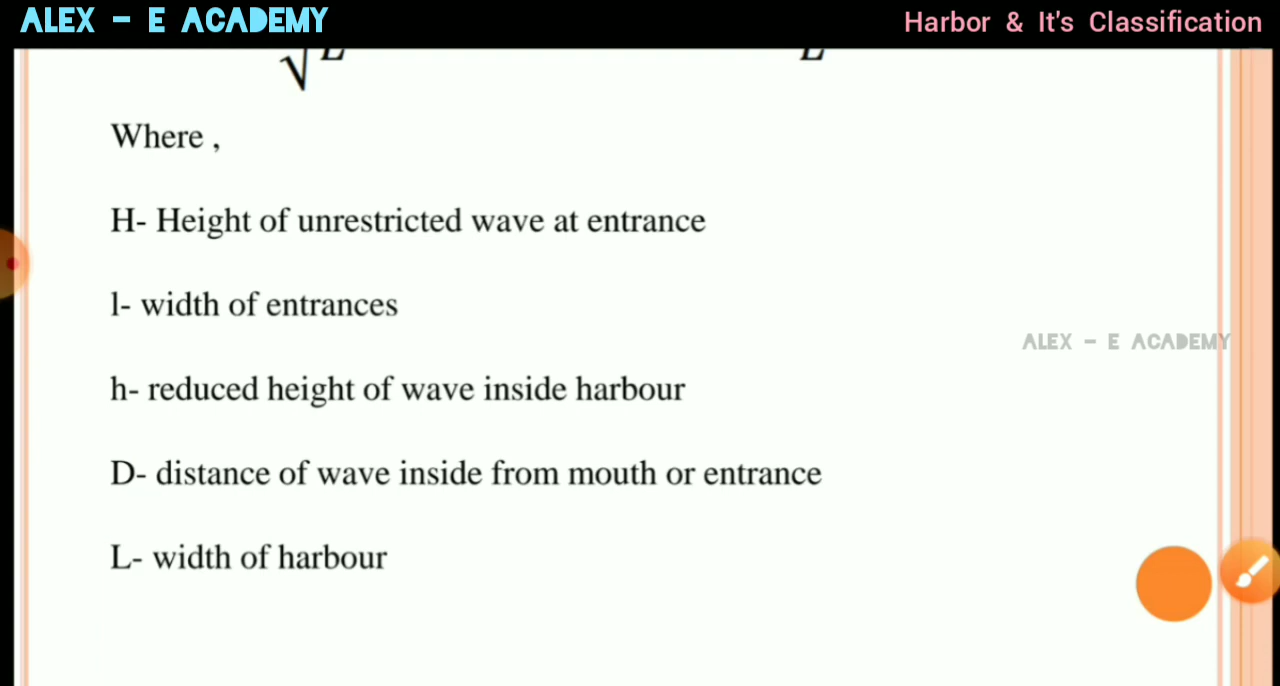 ALEX - E ACADEMY
Harbor & It's Classification
Where ,
H- Height of unrestricted wave at entrance
l- width of entrances
ALEX - E ACADEMY
h- reduced height of wave inside harbour
D- distance of wave inside from mouth or entrance
L- width of harbour